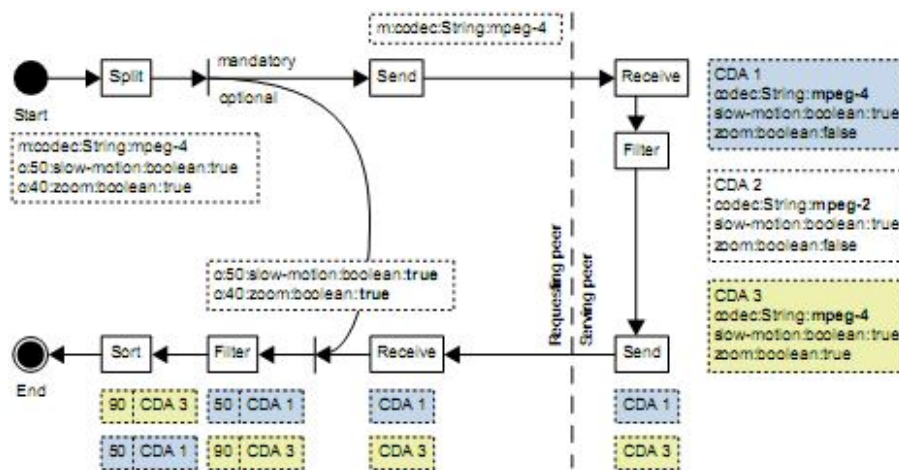 m:codec:String:mpeg-4
mandatory
Split
Send
Receive
optional
Start
CDA 1
codec:String:mpeg-4
slow-motion:boolean:true
zoom:boolean:false
Filter
m:codec:String:mpeg-4
o:50:slow-motion:boolean:true
o:40:zoom:boolean:true
CDA 2
codec:String:mpeg-2
slow-motion:boolean:true
zoom:boolean:false
o:50:slow-motion:boolean:true
o:40:zoom:boolean:true
Requesting peer
Serving peer
CDA 3
codec:String:mpeg-4
slow-motion:boolean:true
zoom:boolean:true
Sort
Filter
Receive
Send
End
90 CDA 3
50 CDA 1
CDA 1
CDA 1
50 CDA 1
90 CDA 3
CDA 3
CDA 3